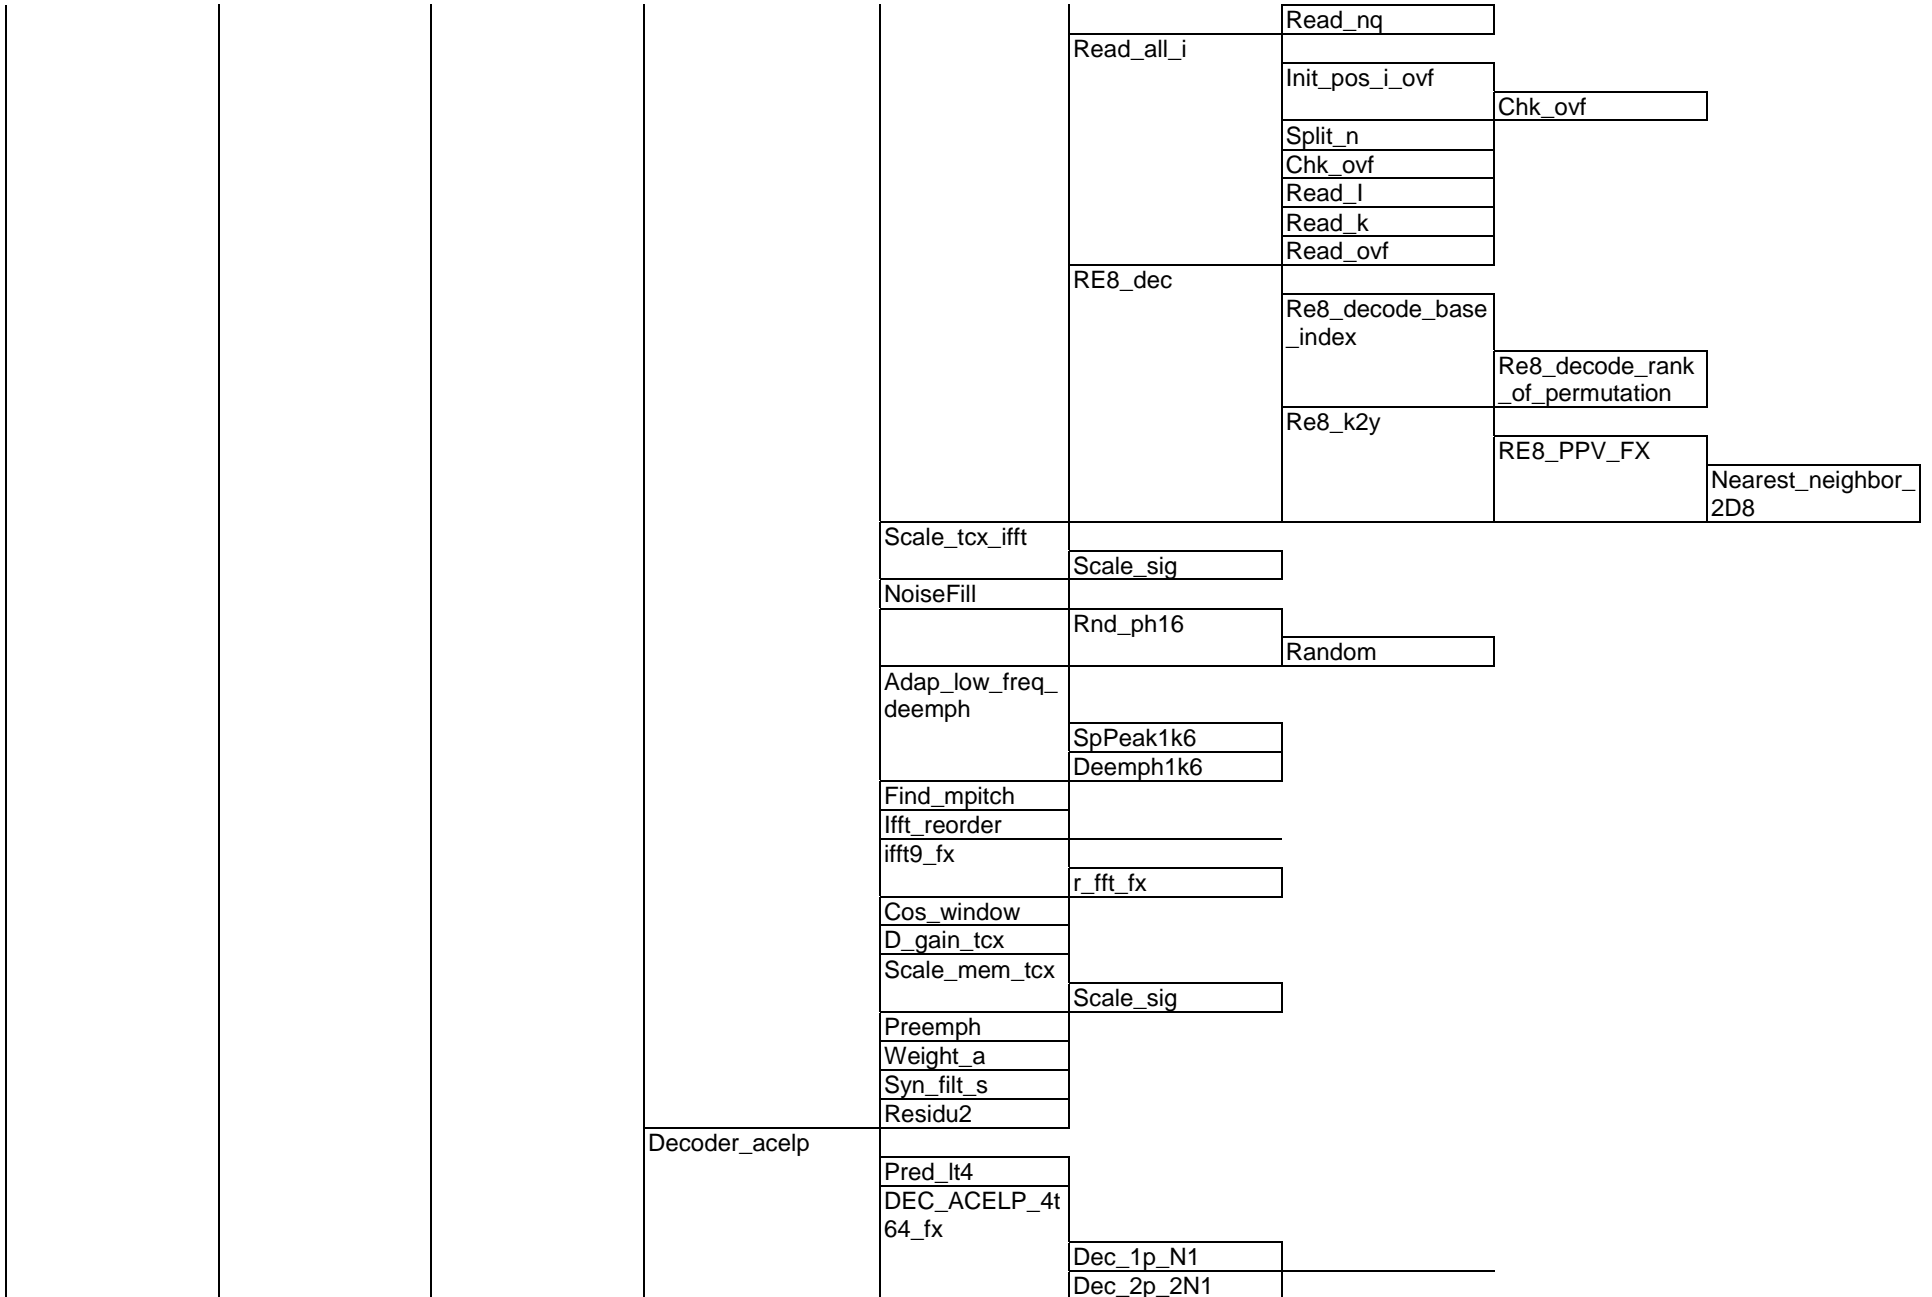 Read_nq
Read_all_i
Init_pos_i_ovf
Chk_ovf
Split_n
Chk_ovf
Read_I
Read_k
Read_ovf
RE8_dec
Re8_decode_base
_index
Re8_decode_rank
_of_permutation
Re8_k2y
RE8_PPV_FX
Nearest_neighbor_
2D8
Scale_tcx_ifft
Scale_sig
NoiseFill
Rnd_ph16
Random
Adap_low_freq_
deemph
SpPeak1k6
Deemph1k6
Find_mpitch
Ifft_reorder
ifft9_fx
r_fft_fx
Cos_window
D_gain_tcx
Scale_mem_tcx
Scale_sig
Preemph
Weight_a
Syn_filt_s
Residu2
Decoder_acelp
Pred_lt4
DEC_ACELP_4t
64_fx
Dec_1p_N1
Dec_2p_2N1